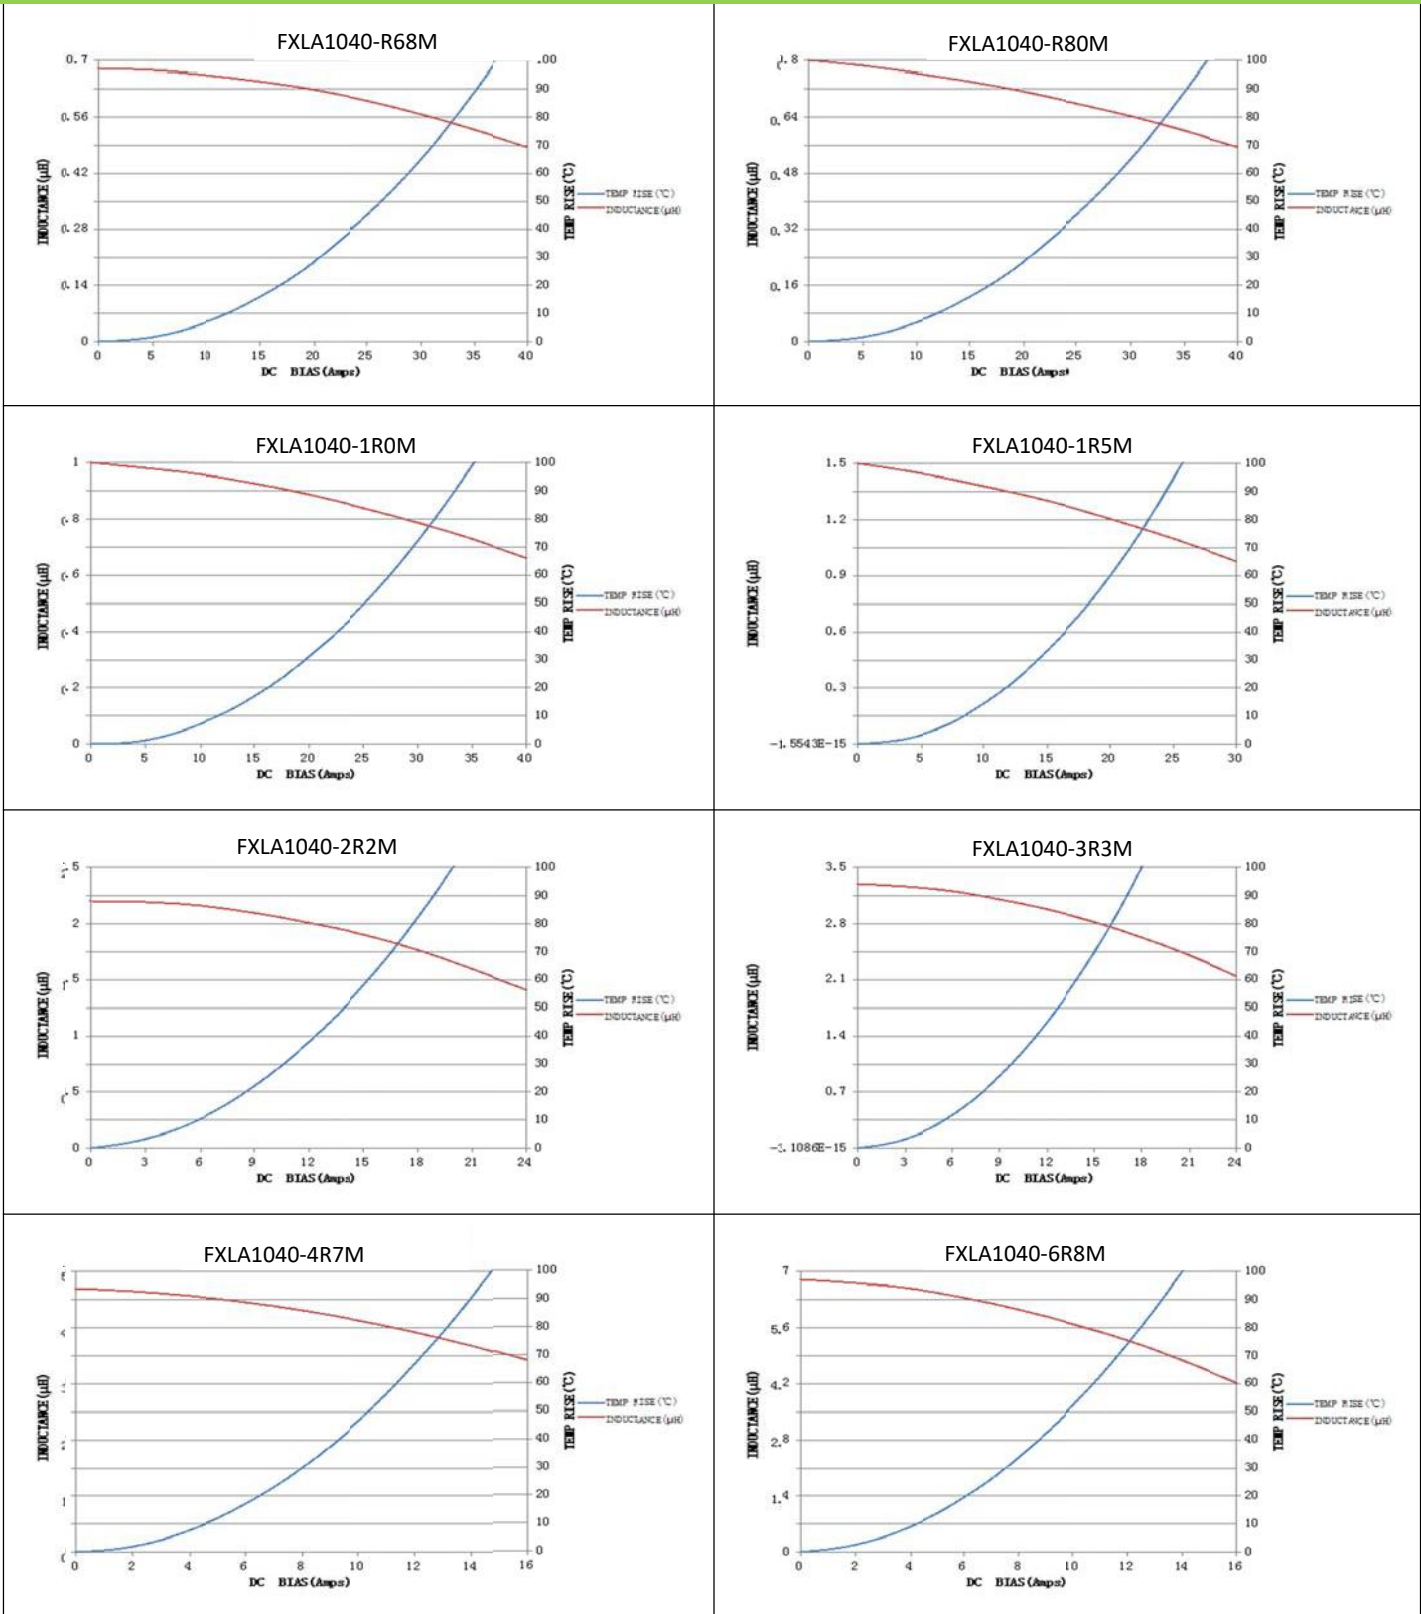 FXLA1040-R68M
0.7
0.56
0.42
0.28
0.14
0
.00
90
80
70
60
50
40
30
20
10
0
0 5 10 15 20 25 30 35 40
INDUCTANCE(μH)
TEMP RISE(℃)
DC BIAS(Amps)
TEMP RISE(℃)
INDUCTANCE(μH)
FXLA1040-R80M
0.64
0.48
0.32
0.16
0
100
90
80
70
60
50
40
30
20
10
0
0 5 10 15 20 25 30 35 40
INDUCTANCE(μH)
TEMP RISE(℃)
DC BIAS(Amps)
TEMP RISE(℃)
INDUCTANCE(μH)
FXLA1040-1R0M
1
0
100
90
80
70
60
50
40
30
20
10
0
0 5 10 15 20 25 30 35 40
INDUCTANCE(μH)
TEMP RISE(℃)
DC BIAS(Amps)
TEMP RISE(℃)
INDUCTANCE(μH)
FXLA1040-1R5M
1.5
1.2
0.9
0.6
0.3
-1.5543E-15
100
90
80
70
60
50
40
30
20
10
0
0 5 10 15 20 25 30
INDUCTANCE(μH)
TEMP RISE(℃)
DC BIAS(Amps)
TEMP RISE(℃)
INDUCTANCE(μH)
FXLA1040-2R2M
2
1
0
100
90
80
70
60
50
40
30
20
10
0
0 3 6 9 12 15 18 21 24
INDUCTANCE(μH)
TEMP RISE(℃)
DC BIAS(Amps)
TEMP RISE(℃)
INDUCTANCE(μH)
FXLA1040-3R3M
3.5
2.8
2.1
1.4
0.7
100
90
80
70
60
50
40
30
20
10
0
0 3 6 9 12 15 18 21 24
INDUCTANCE(μH)
TEMP RISE(℃)
DC BIAS(Amps)
TEMP RISE(℃)
INDUCTANCE(μH)
FXLA1040-4R7M
1
100
90
80
70
60
50
40
30
20
10
0
0 2 4 6 8 10 12 14 16
INDUCTANCE(μH)
TEMP RISE(℃)
DC BIAS(Amps)
TEMP RISE(℃)
INDUCTANCE(μH)
FXLA1040-6R8M
7
5.6
4.2
2.8
1.4
0
100
90
80
70
60
50
40
30
20
10
0
0 2 4 6 8 10 12 14 16
INDUCTANCE(μH)
TEMP RISE(℃)
DC BIAS(Amps)
TEMP RISE(℃)
INDUCTANCE(μH)